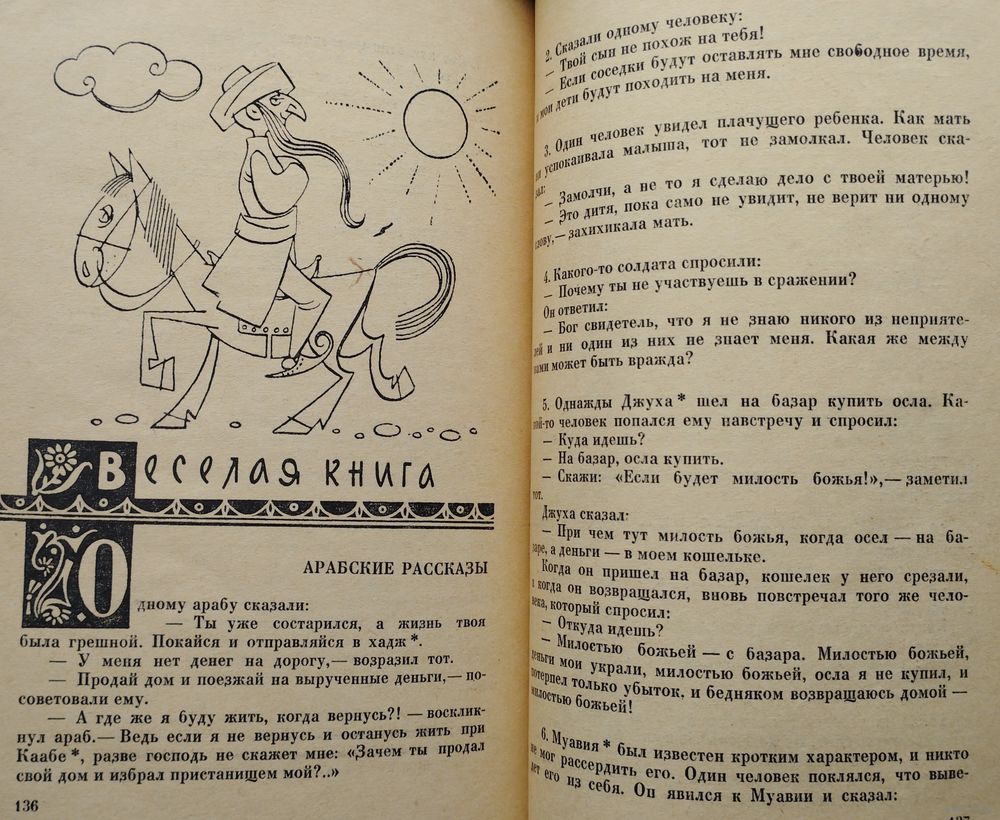 Веселая книга
АРАБСКИЕ РАССКАЗЫ
Одному арабу сказали:
— Ты уже состарился, а жизнь твоя
была грешной. Покайся и отправляйся в хадж*.
— У меня нет денег на дорогу,— возразил тот.
— Продай дом и поезжай на вырученные деньги,— по-
советовали ему.
— А где же я буду жить, когда вернусь?! — восклик-
нул араб.— Ведь если я не вернусь и останусь жить при
Каабе*, разве господь не скажет мне: «Зачем ты продал
свой дом и избрал пристанищем мой?..»
136
2. Сказали одному человеку:
— Твой сын не похож на тебя!
— Если соседки будут оставлять мне свободное время,
и мои дети будут походить на меня.
3. Один человек увидел плачущего ребенка. Как мать
ни успокаивала малыша, тот не замолкал. Человек ска-
зал:
— Замолчи, а не то я сделаю дело с твоей матерью!
— Это дитя, пока само не увидит, не верит ни одному
слову,— захихикала мать.
4. Какого-то солдата спросили:
— Почему ты не участвуешь в сражении?
Он ответил:
— Бог свидетель, что я не знаю никого из неприяте-
лей и ни один из них не знает меня. Какая же между
нами может быть вражда?
5. Однажды Джуха* шел на базар купить осла. Ка-
кой-то человек попался ему навстречу и спросил:
— Куда идешь?
— На базар, осла купить.
— Скажи: «Если будет милость божья!»,— заметил
тот.
Джуха сказал:
— При чем тут милость божья, когда осел — на ба-
заре, а деньги — в моем кошельке.
Когда он пришел на базар, кошелек у него срезали,
и когда он возвращался, вновь повстречал того же чело-
века, который спросил:
— Откуда идешь?
— Милостью божьей — с базара. Милостью божьей,
деньги мои украли, милостью божьей, осла я не купил, и
потерпел только убыток, и бедняком возвращаюсь домой —
милостью божьей!
6. Муавия* был известен кротким характером, и никто
не мог рассердить его. Один человек поклялся, что выве-
дет его из себя. Он явился к Муавии и сказал: